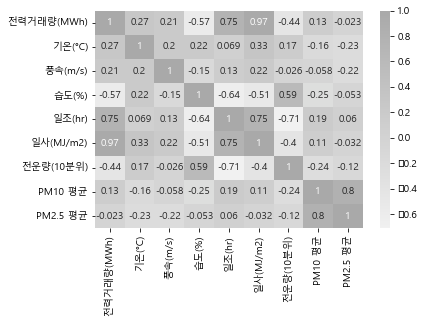 전력거래량(MWh) 1 0.27 0.21 -0.57 0.75 0.97 -0.44 0.13 -0.023
기온(°C) 0.27 1 0.2 0.22 0.069 0.33 0.17 -0.16 -0.23
풍속(m/s) 0.21 0.2 1 -0.15 0.13 0.22 -0.026 -0.058 -0.22
습도(%) -0.57 0.22 -0.15 1 -0.64 -0.51 0.59 -0.25 -0.053
일조(hr) 0.75 0.069 0.13 -0.64 1 0.75 -0.71 0.19 0.06
일사(MJ/m2) 0.97 0.33 0.22 -0.51 0.75 1 -0.4 0.11 -0.032
전운량(10분위) -0.44 0.17 -0.026 0.59 -0.71 -0.4 1 -0.24 -0.12
PM10 평균 0.13 -0.16 -0.058 -0.25 0.19 0.11 -0.24 1 0.8
PM2.5 평균 -0.023 -0.23 -0.22 -0.053 0.06 -0.032 -0.12 0.8 1
전력거래량(MWh)
기온(°C)
풍속(m/s)
습도(%)
일조(hr)
일사(MJ/m2)
전운량(10분위)
PM10 평균
PM2.5 평균
1.0
0.8
0.6
0.4
0.2
0.0
□0.2
□0.4
□0.6